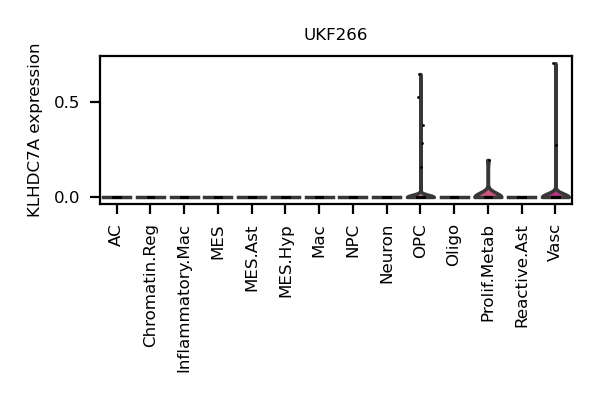 UKF266
KLHDC7A expression
0.5
0.0
AC
Chromatin.Reg
Inflammatory.Mac
MES
MES.Ast
MES.Hyp
Mac
NPC
Neuron
OPC
Oligo
Prolif.Metab
Reactive.Ast
Vasc